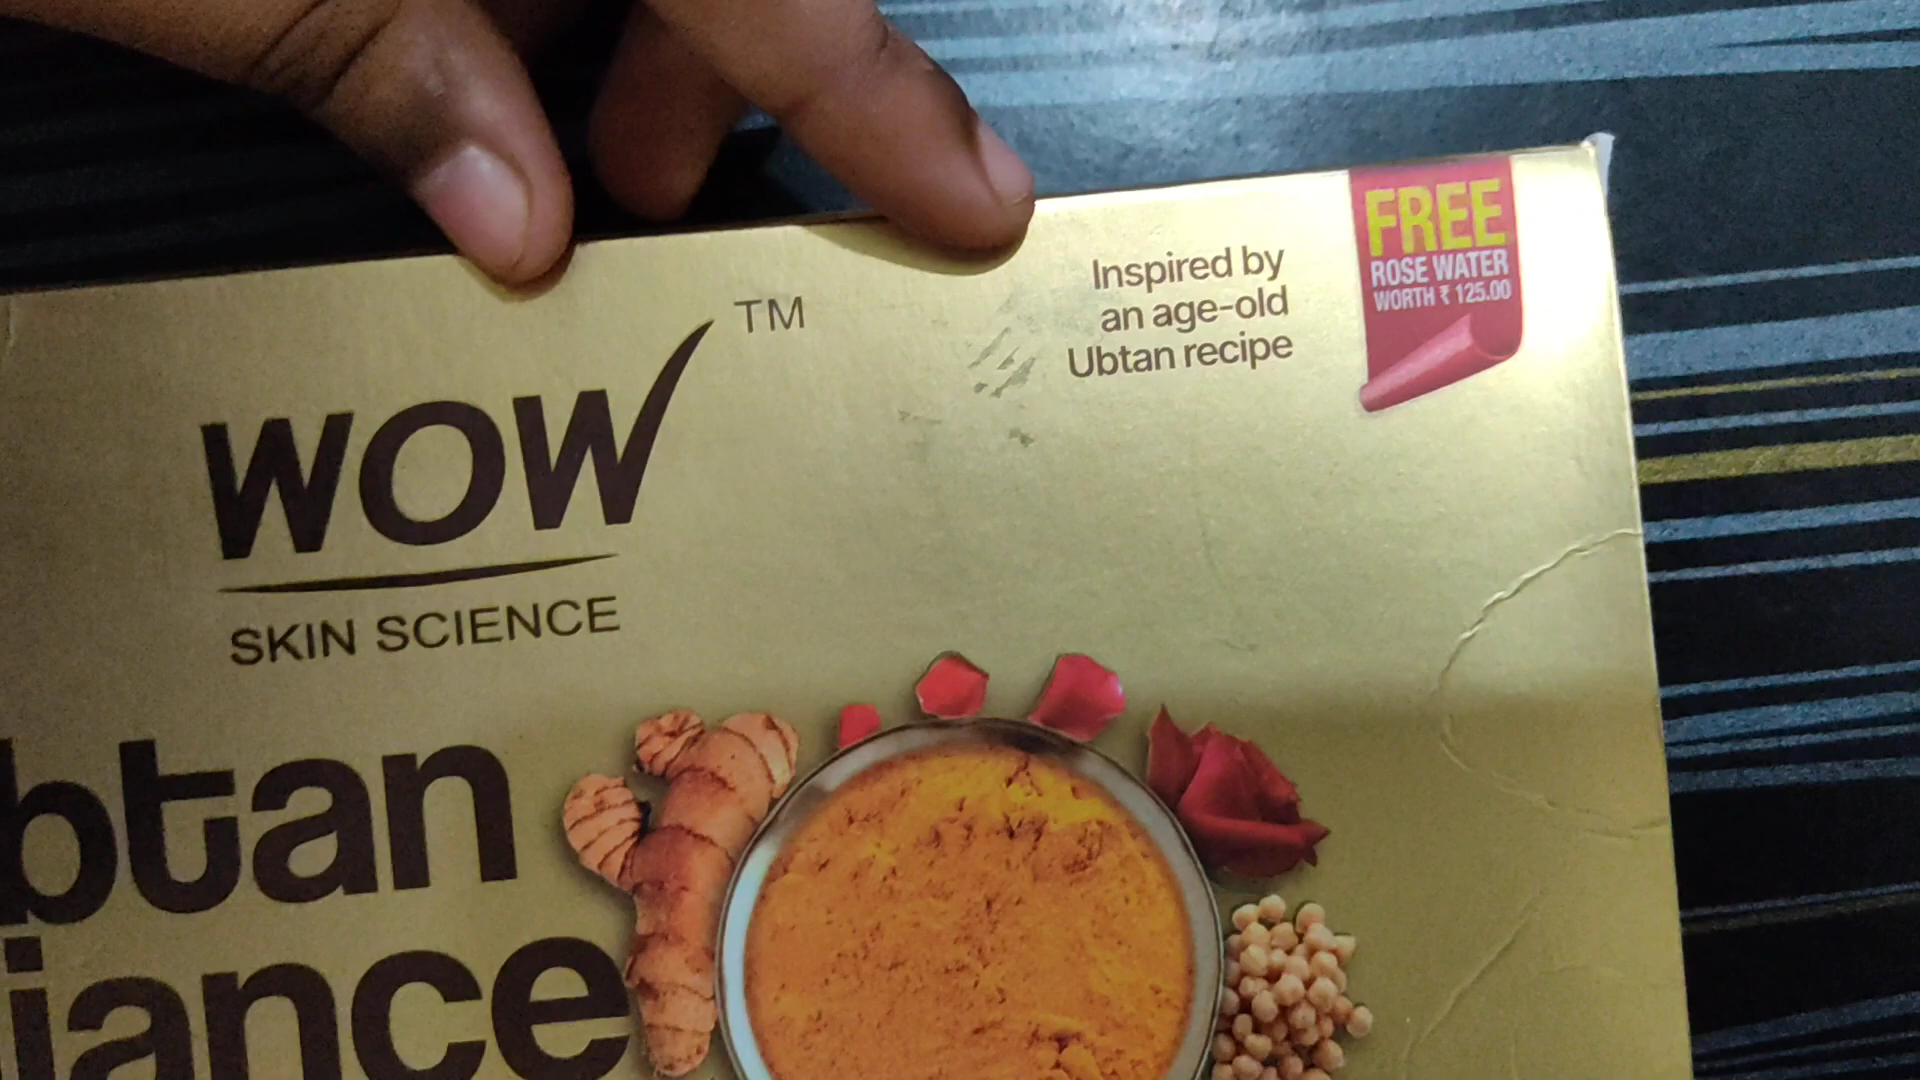 WOW
TM
SKIN SCIENCE
Inspired by
an age-old
Ubtan recipe
FREE
ROSE WATER
WORTH ₹ 125.00
btan
iance